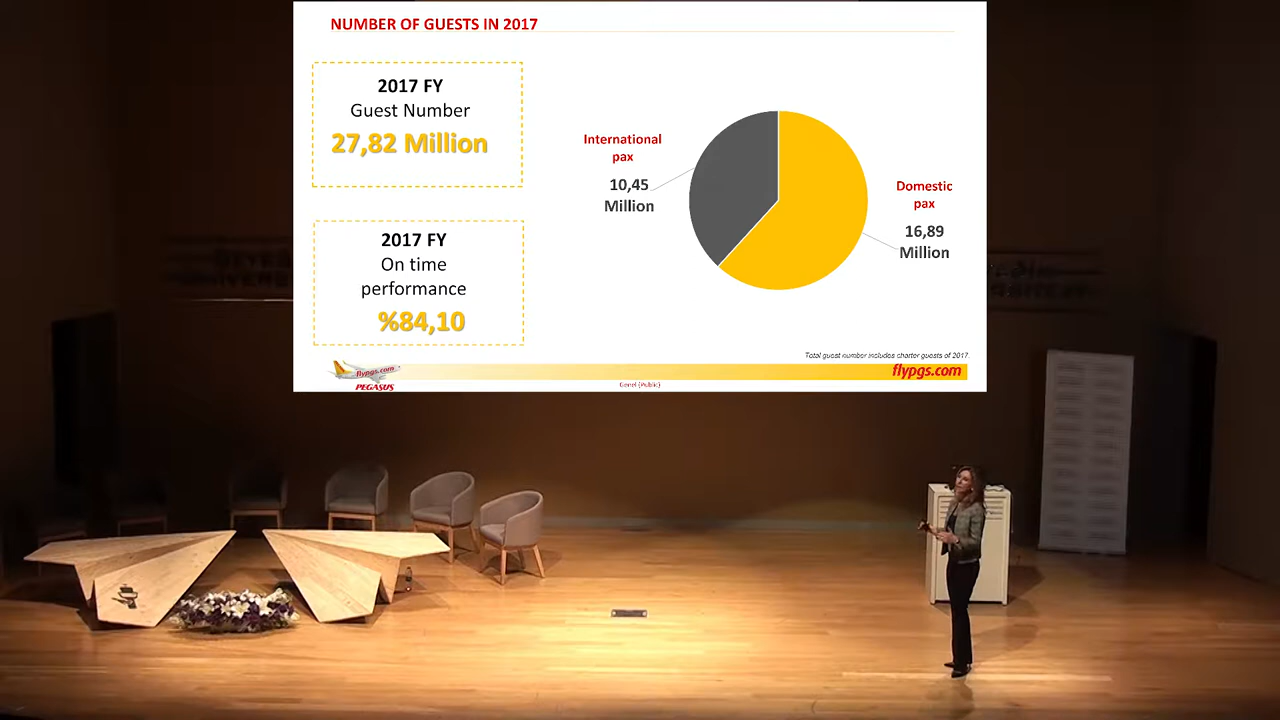 NUMBER OF GUESTS IN 2017
2017 FY
Guest Number
27,82 Million
2017 FY
On time
performance
%84,10
International
pax
10,45
Million
Domestic
pax
16,89
Million
Total guest number includes charter guests of 2017.
flypgs.com
PEGASUS
flypgs.com
Genel (Public)